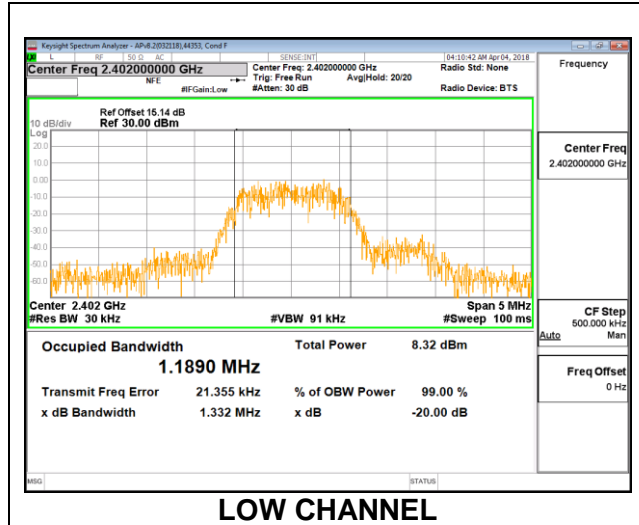 Keysight Spectrum Analyzer - APv8.2(032118),44353, Cond F
L RF 50 Ω AC SENSE:INT 04:10:42 AM Apr 04, 2018
Center Freq 2.402000000 GHz Center Freq: 2.402000000 GHz Radio Std: None Frequency
NFE Trig: Free Run Avg|Hold: 20/20
#IFGain:Low #Atten: 30 dB Radio Device: BTS
Ref Offset 15.14 dB
10 dB/div Ref 30.00 dBm
Log
20.0
10.0
0.00
-10.0
-20.0
-30.0
-40.0
-50.0
-60.0
Center Freq
2.402000000 GHz
Center 2.402 GHz Span 5 MHz
#Res BW 30 kHz #VBW 91 kHz #Sweep 100 ms
CF Step
500.000 kHz
Auto Man
Occupied Bandwidth Total Power 8.32 dBm
1.1890 MHz
Freq Offset
0 Hz
Transmit Freq Error 21.355 kHz % of OBW Power 99.00 %
x dB Bandwidth 1.332 MHz x dB -20.00 dB
MSG STATUS
LOW CHANNEL